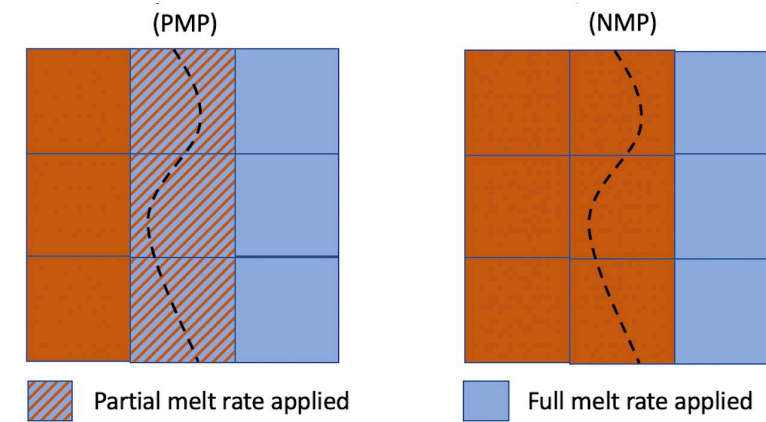 (PMP)
(NMP)
Partial melt rate applied
Full melt rate applied